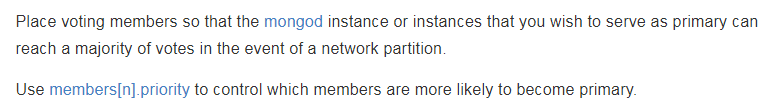 Place voting members so that the mongod instance or instances that you wish to serve as primary can
reach a majority of votes in the event of a network partition.
Use members[n].priority to control which members are more likely to become primary.